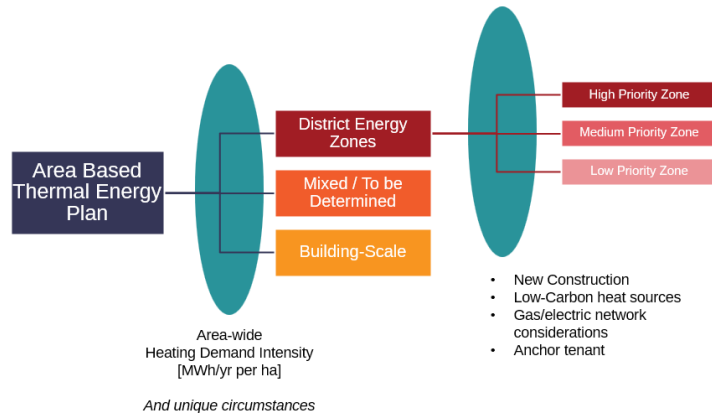 Area Based
Thermal Energy
Plan
District Energy
Zones
Mixed / To be
Determined
Building-Scale
High Priority Zone
Medium Priority Zone
Low Priority Zone
Area-wide
Heating Demand Intensity
[MWh/yr per ha]
And unique circumstances
• New Construction
• Low-Carbon heat sources
• Gas/electric network
considerations
• Anchor tenant